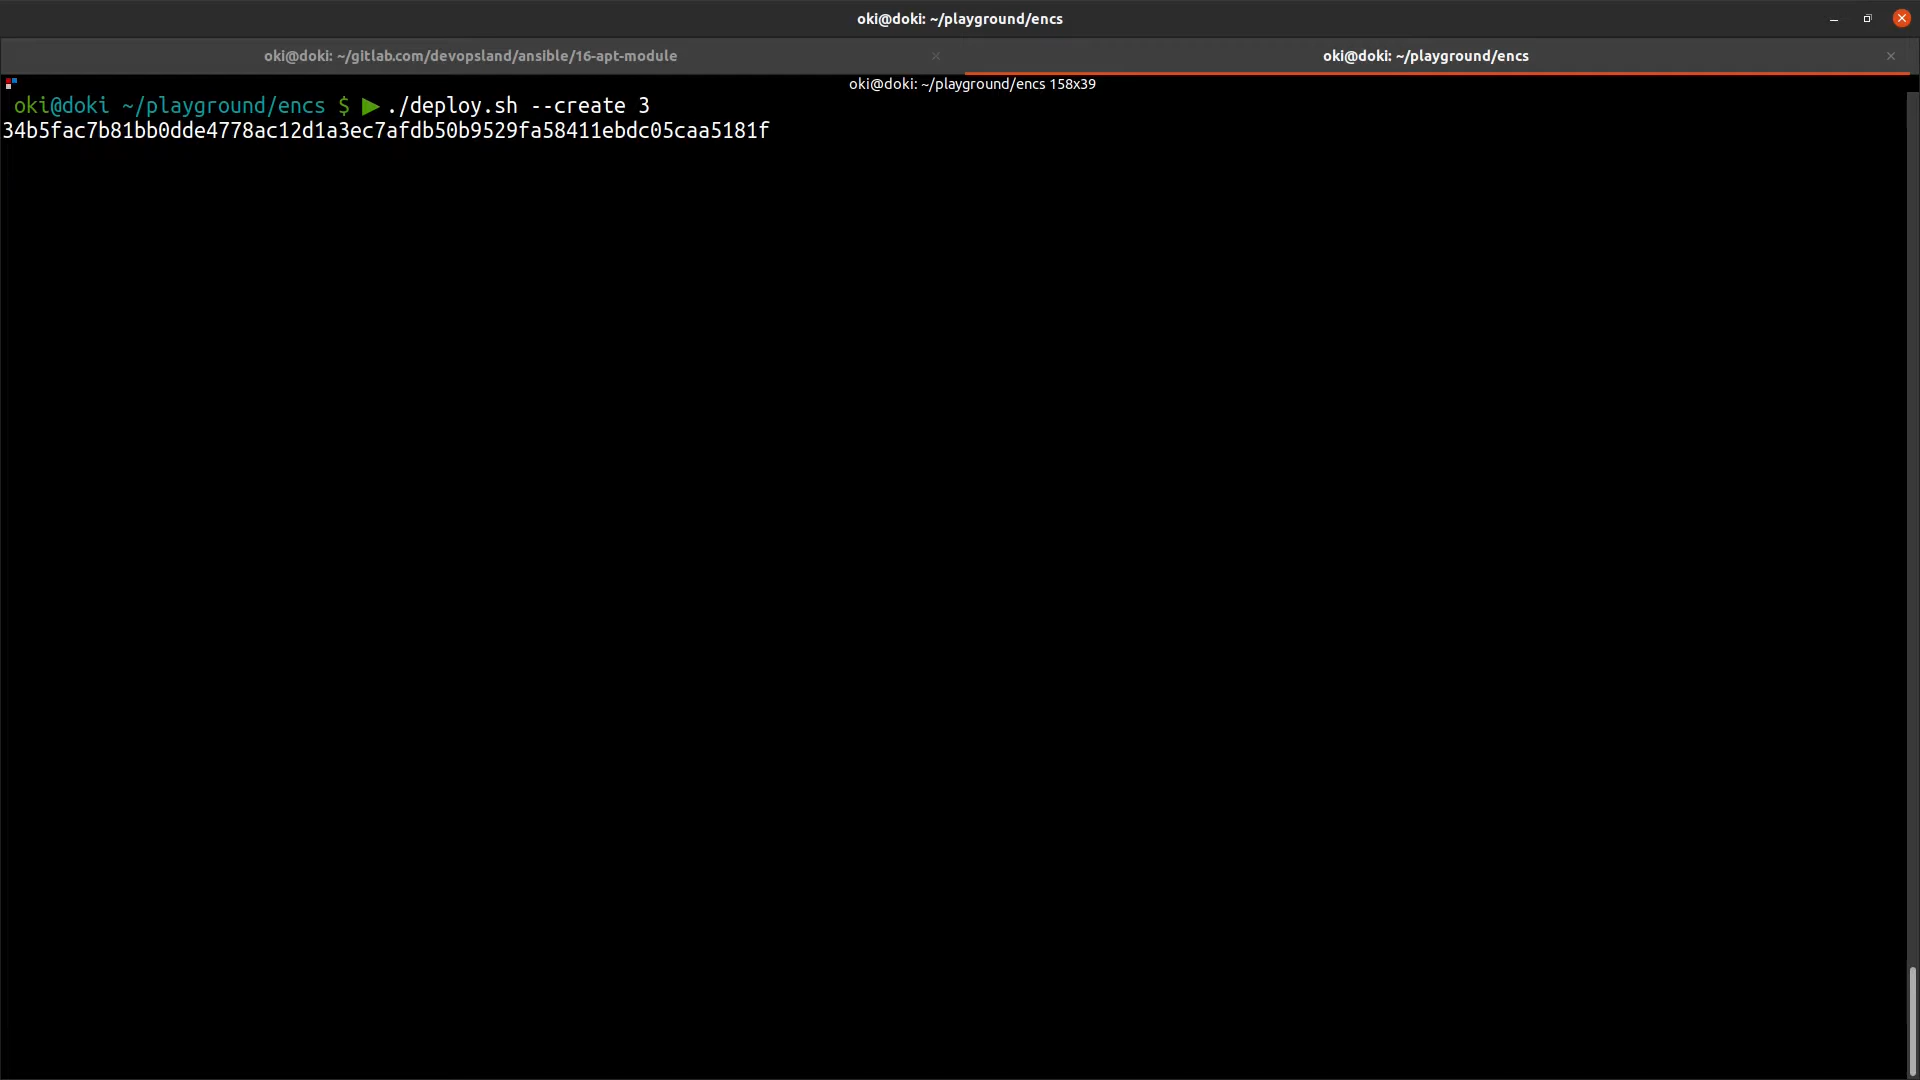 oki@doki: ~/playground/encs
oki@doki: ~/gitlab.com/devopsland/ansible/16-apt-module
oki@doki: ~/playground/encs
oki@doki: ~/playground/encs 158x39
oki@doki ~/playground/encs $ ▶ ./deploy.sh --create 3
34b5fac7b81bb0dde4778ac12d1a3ec7afdb50b9529fa58411ebdc05caa5181f